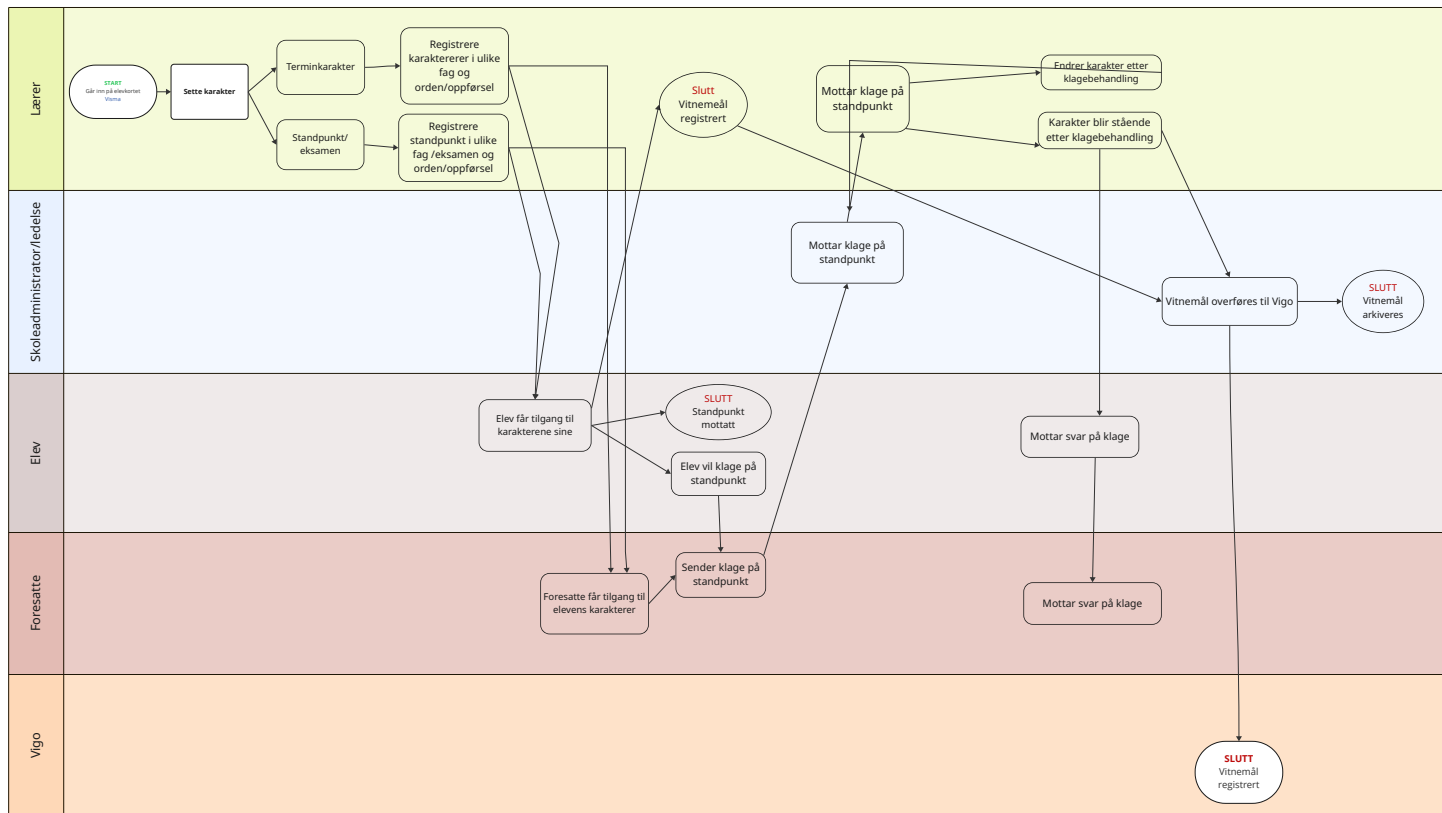 Lærer
START
Går inn på elevkortet
Visma
Sette karakter
Terminkarakter
Standpunkt/
eksamen
Registrere
karaktererer i ulike
fag og
orden/oppførsel
Registrere
standpunkt i ulike
fag /eksamen og
orden/oppførsel
Slutt
Vitnemeål
registrert
Mottar klage på
standpunkt
Endrer karakter etter
klagebehandling
Karakter blir stående
etter klagebehandling
Skoleadministrator/ledelse
Mottar klage på
standpunkt
Vitnemål overføres til Vigo
SLUTT
Vitnemål
arkiveres
Elev
Elev får tilgang til
karakterene sine
SLUTT
Standpunkt
mottatt
Elev vil klage på
standpunkt
Mottar svar på klage
Foresatte
Foresatte får tilgang til
elevens karakterer
Sender klage på
standpunkt
Mottar svar på klage
Vigo
SLUTT
Vitnemål
registrert